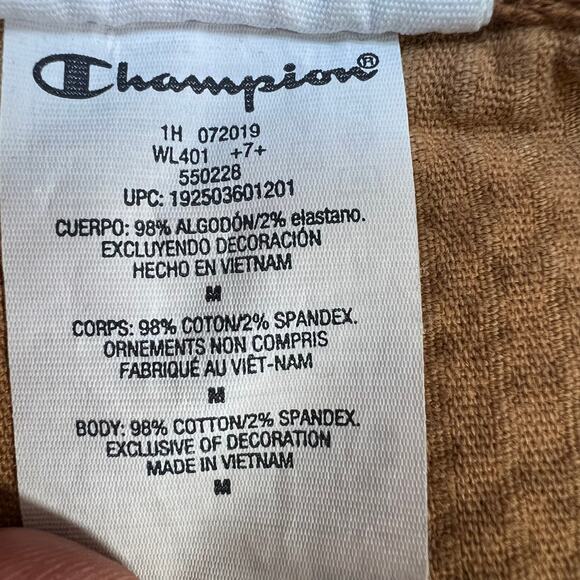 Champion®
1H 072019
WL401 +7+
550228
UPC: 192503601201
CUERPO: 98% ALGODÓN/2% elastano.
EXCLUYENDO DECORACIÓN
HECHO EN VIETNAM
M
CORPS: 98% COTON/2% SPANDEX.
ORNEMENTS NON COMPRIS
FABRIQUÉ AU VIÊT-NAM
M
BODY: 98% COTTON/2% SPANDEX.
EXCLUSIVE OF DECORATION
MADE IN VIETNAM
M